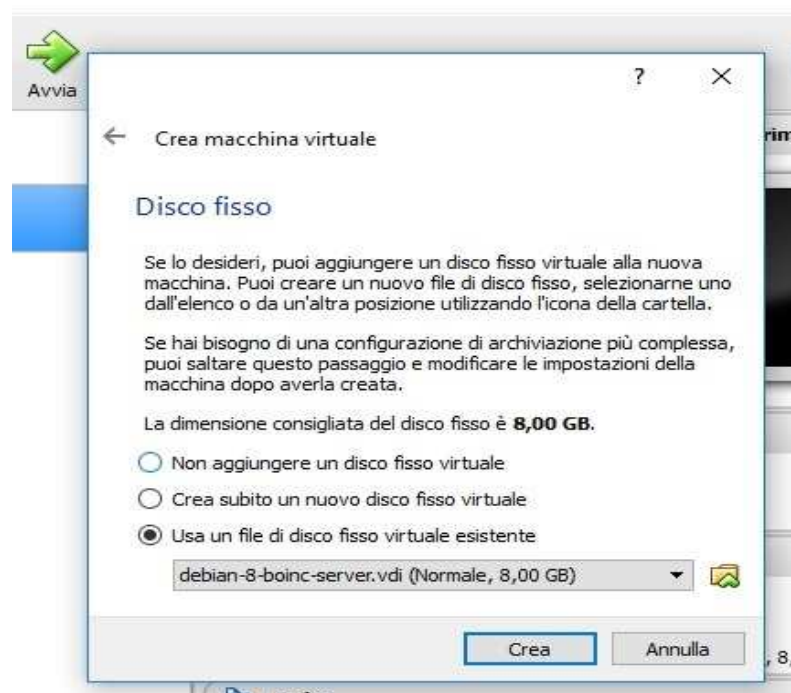 Avvia
?
Crea macchina virtuale
Disco fisso
Se lo desideri, puoi aggiungere un disco fisso virtuale alla nuova
macchina. Puoi creare un nuovo file di disco fisso, selezionarne uno
dall'elenco o da un'altra posizione utilizzando l'icona della cartella.
Se hai bisogno di una configurazione di archiviazione più complessa,
puoi saltare questo passaggio e modificare le impostazioni della
macchina dopo averla creata.
La dimensione consigliata del disco fisso è 8,00 GB.
Non aggiungere un disco fisso virtuale
Crea subito un nuovo disco fisso virtuale
Usa un file di disco fisso virtuale esistente
debian-8-boinc-server.vdi (Normale, 8,00 GB)
Crea
Annulla